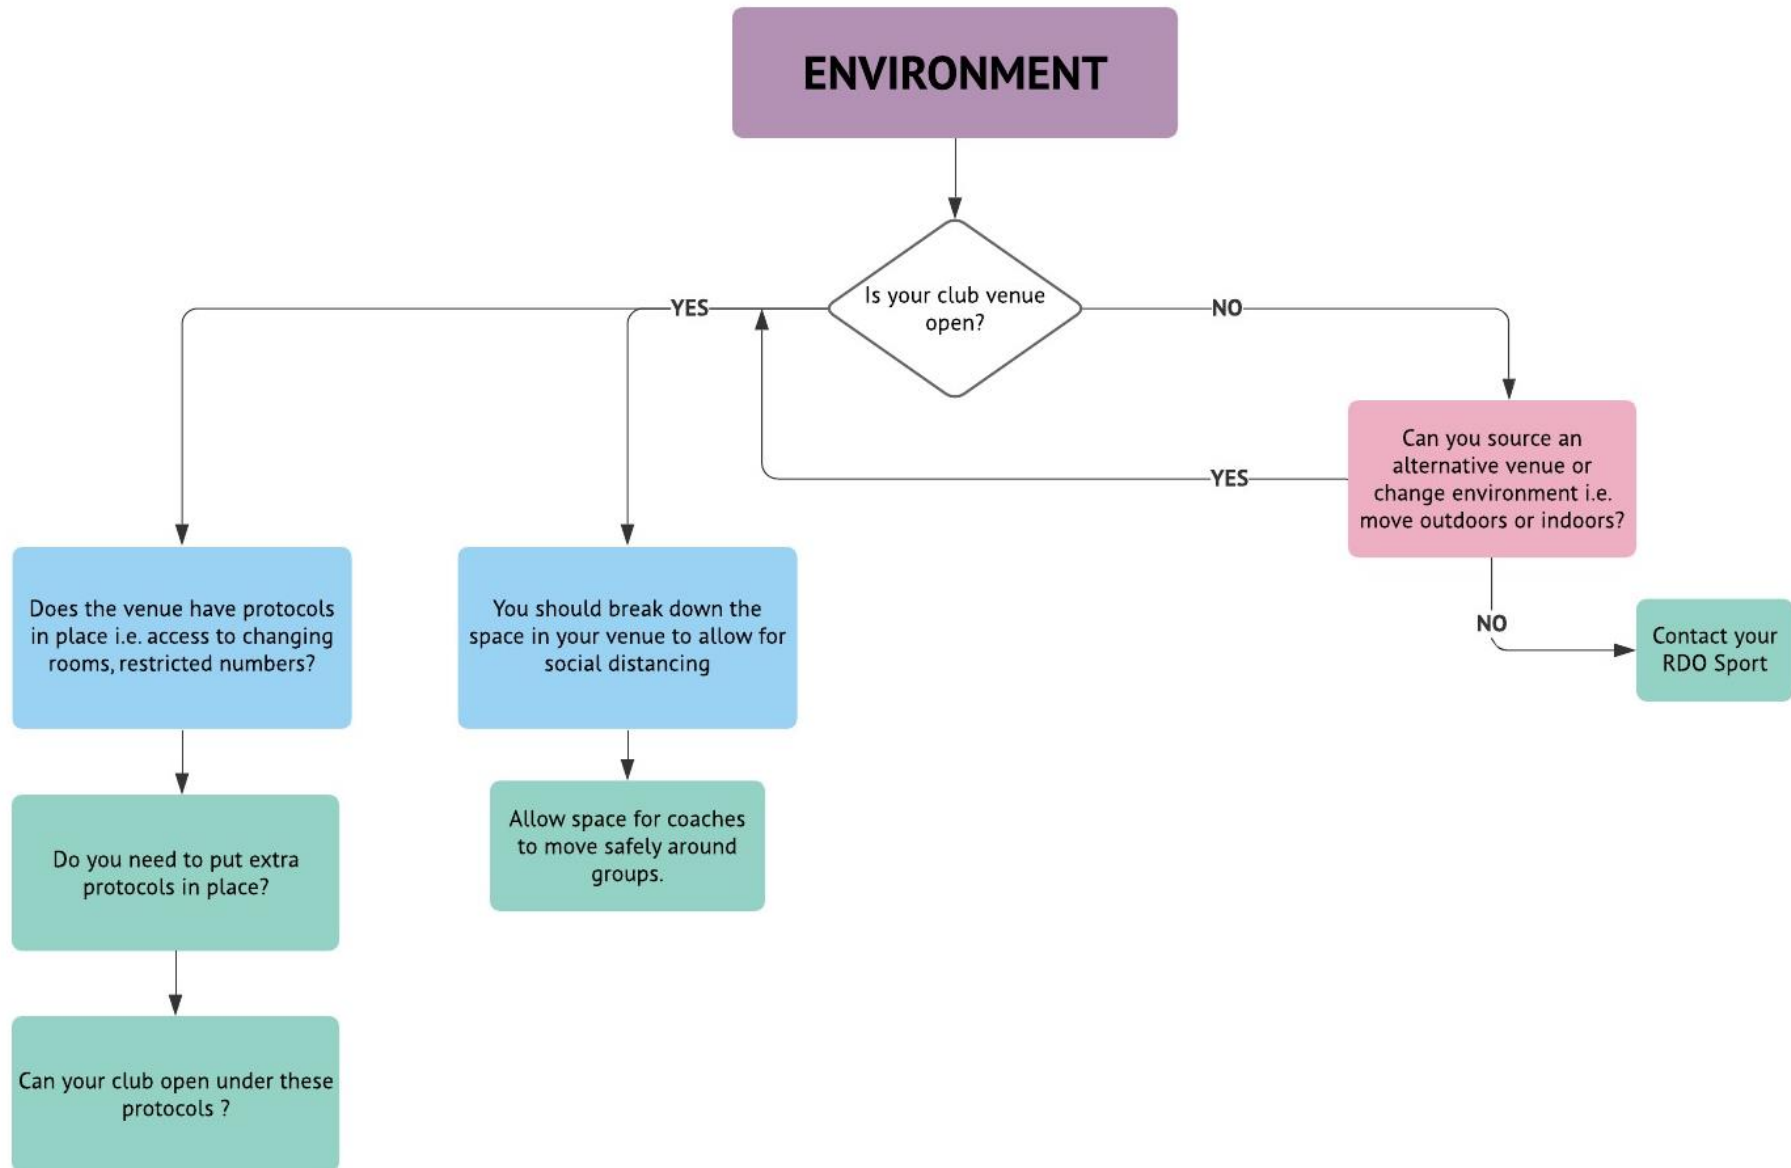 ENVIRONMENT
Is your club venue
open?
YES
NO
Can you source an
alternative venue or
change environment i.e.
move outdoors or indoors?
YES
Does the venue have protocols
in place i.e. access to changing
rooms, restricted numbers?
You should break down the
space in your venue to allow for
social distancing
NO
Contact your
RDO Sport
Allow space for coaches
to move safely around
groups.
Do you need to put extra
protocols in place?
Can your club open under these
protocols ?